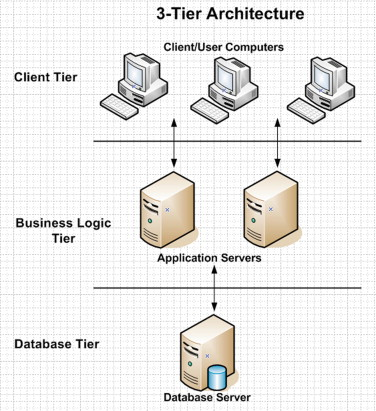 3-Tier Architecture
Client/User Computers
Client Tier
Business Logic
Tier
Application Servers
Database Tier
Database Server